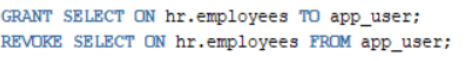 GRANT SELECT ON hr.employees TO app_user;
REVOKE SELECT ON hr.employees FROM app_user;